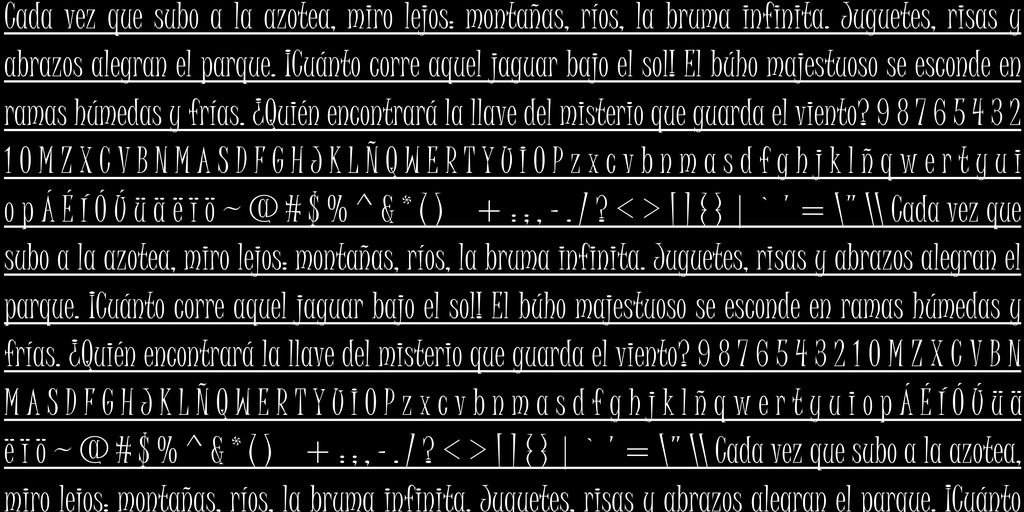 Cada vez que subo a la azotea, miro lejos: montañas, ríos, la bruma infinita. Juguetes, risas y
abrazos alegran el parque. ¡Cuánto corre aquel jaguar bajo el sol! El búho majestuoso se esconde en
ramas húmedas y frías. ¿Quién encontrará la llave del misterio que guarda el viento? 9 8 7 6 5 4 3 2
1 0 M Z X C V B N M A S D F G H J K L Ñ Q W E R T Y U I O P z x c v b n m a s d f g h j k l ñ q w e r t y u i
o p Á É Í Ó Ú ü ä ë ï ö ~ @ # $ % ^ & * ( ) + : ; , - . / ? < > [ ] { } | ` ' = \ " \\ Cada vez que
subo a la azotea, miro lejos: montañas, ríos, la bruma infinita. Juguetes, risas y abrazos alegran el
parque. ¡Cuánto corre aquel jaguar bajo el sol! El búho majestuoso se esconde en ramas húmedas y
frías. ¿Quién encontrará la llave del misterio que guarda el viento? 9 8 7 6 5 4 3 2 1 0 M Z X C V B N
M A S D F G H J K L Ñ Q W E R T Y U I O P z x c v b n m a s d f g h j k l ñ q w e r t y u i o p Á É Í Ó Ú ü ä
ë ï ö ~ @ # $ % ^ & * ( ) + : ; , - . / ? < > [ ] { } | ` ' = \ " \\ Cada vez que subo a la azotea,
miro lejos: montañas, ríos, la bruma infinita. Juguetes, risas y abrazos alegran el parque. ¡Cuánto